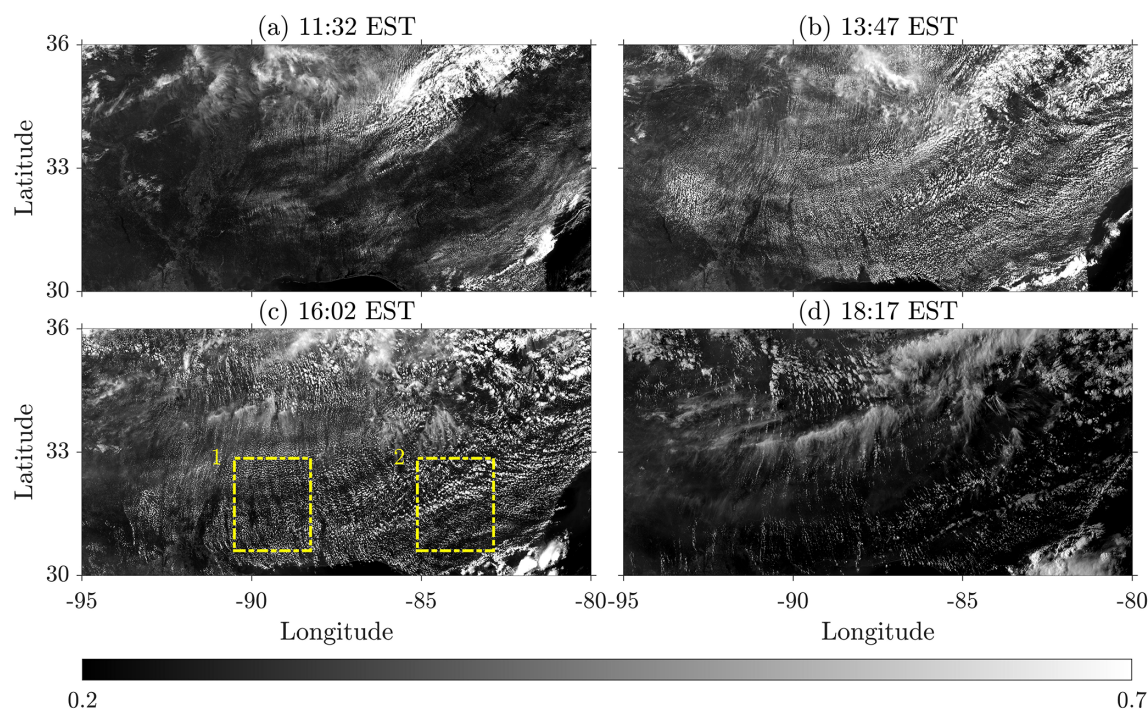 (a) 11:32 EST
(b) 13:47 EST
36
33
30
Latitude
(c) 16:02 EST
(d) 18:17 EST
36
33
30
Latitude
1
2
-95 -90 -85 -80
-95 -90 -85 -80
Longitude
Longitude
0.2
0.7